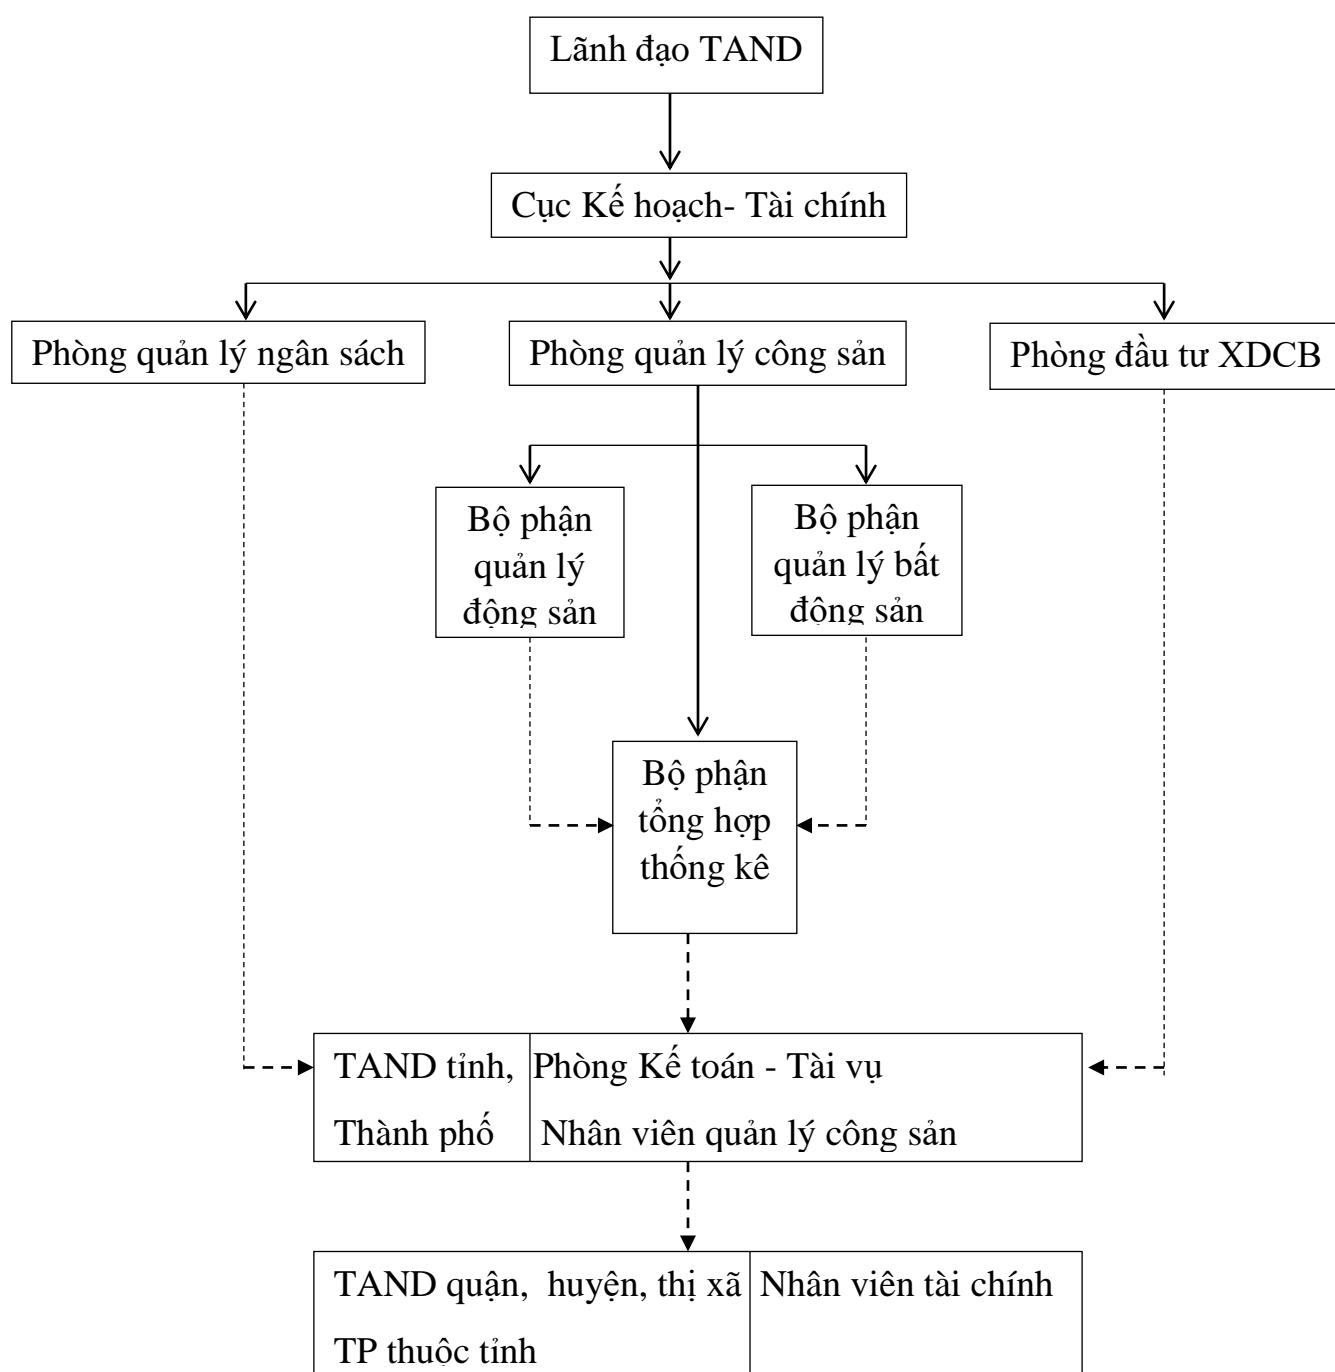 Lãnh đạo TAND
Cục Kế hoạch- Tài chính
Phòng quản lý ngân sách
Phòng quản lý công sản
Phòng đầu tư XDCB
Bộ phận
quản lý
động sản
Bộ phận
quản lý bất
động sản
Bộ phận
tổng hợp
thống kê
TAND tỉnh,
Thành phố
Phòng Kế toán - Tài vụ
Nhân viên quản lý công sản
TAND quận, huyện, thị xã
TP thuộc tỉnh
Nhân viên tài chính